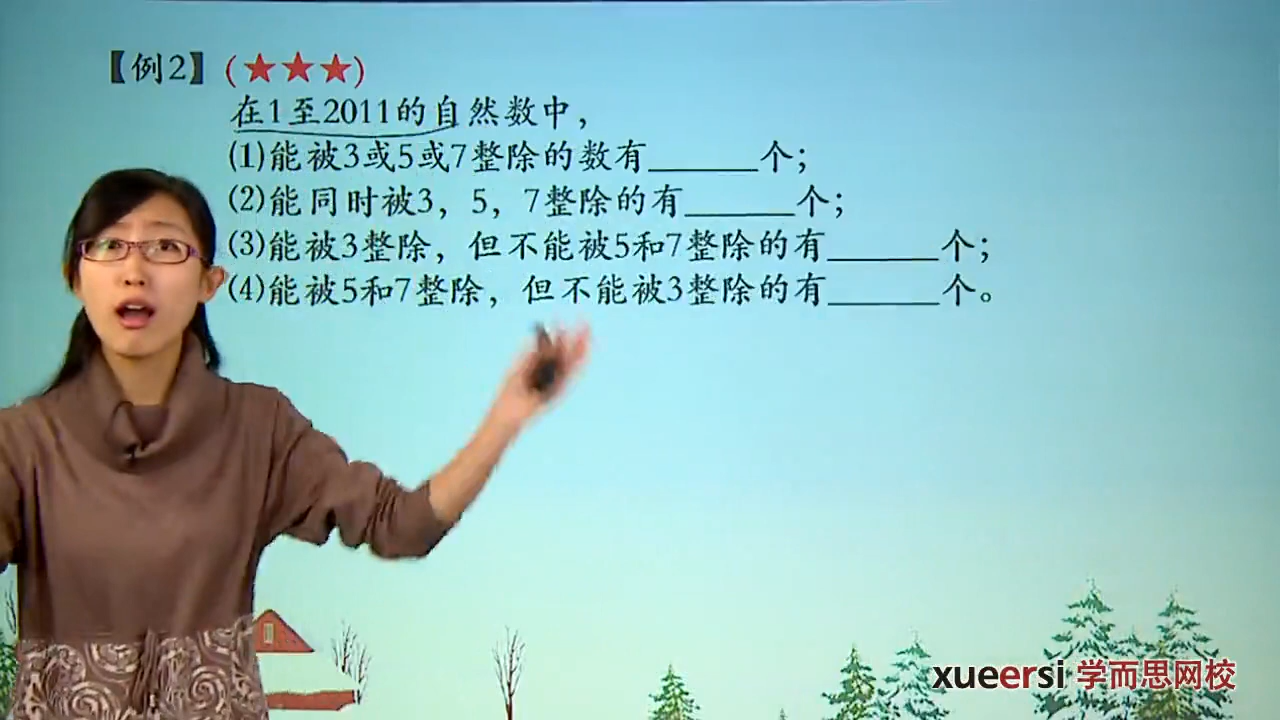 【例2】(★★★)
在1至2011的自然数中，
(1)能被3或5或7整除的数有______个；
(2)能同时被3，5，7整除的有______个；
(3)能被3整除，但不能被5和7整除的有______个；
(4)能被5和7整除，但不能被3整除的有______个。
xueersi 学而思网校